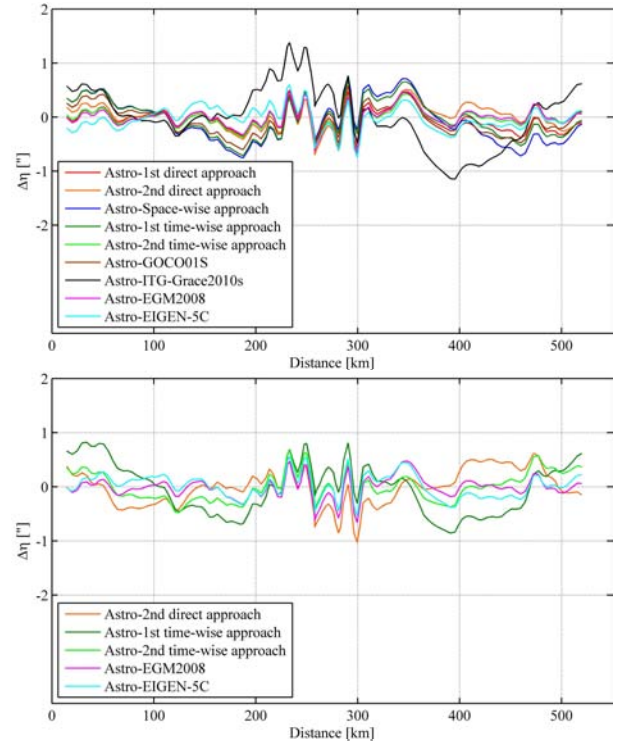 2
1
0
-1
-2
Δη ["]
Astro-1st direct approach
Astro-2nd direct approach
Astro-Space-wise approach
Astro-1st time-wise approach
Astro-2nd time-wise approach
Astro-GOCO01S
Astro-ITG-Grace2010s
Astro-EGM2008
Astro-EIGEN-5C
0 100 200 300 400 500
Distance [km]
2
1
0
-1
-2
Δη ["]
Astro-2nd direct approach
Astro-1st time-wise approach
Astro-2nd time-wise approach
Astro-EGM2008
Astro-EIGEN-5C
0 100 200 300 400 500
Distance [km]